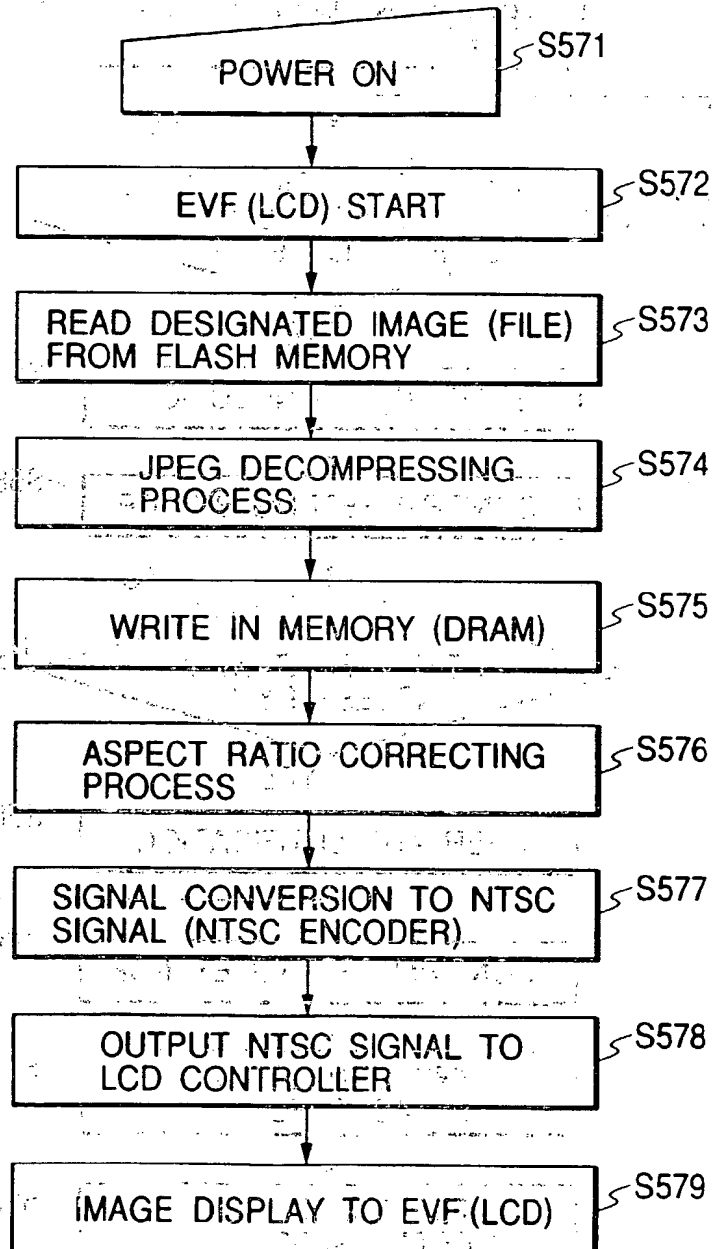 POWER ON
S571
EVF (LCD) START
S572
READ DESIGNATED IMAGE (FILE)
FROM FLASH MEMORY
S573
JPEG DECOMPRESSING
PROCESS
S574
WRITE IN MEMORY (DRAM)
S575
ASPECT RATIO CORRECTING
PROCESS
S576
SIGNAL CONVERSION TO NTSC
SIGNAL (NTSC ENCODER)
S577
OUTPUT NTSC SIGNAL TO
LCD CONTROLLER
S578
IMAGE DISPLAY TO EVF (LCD)
S579